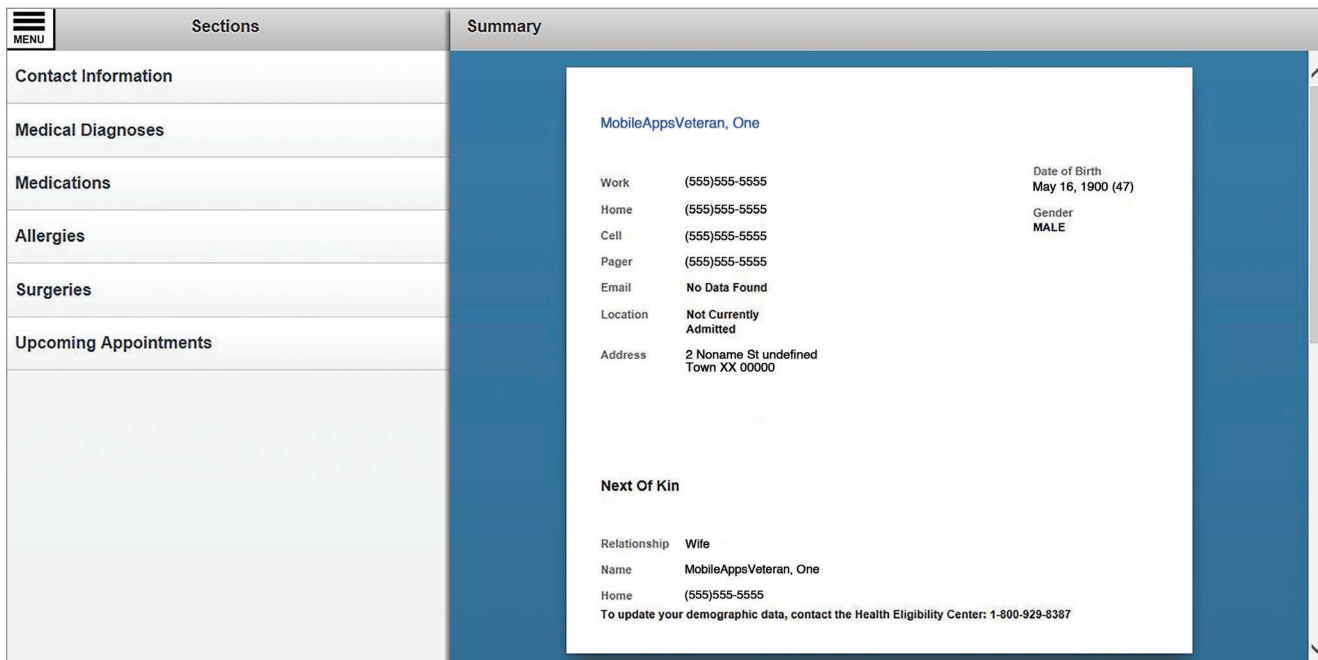 MENU
Sections
Summary
Contact Information
Medical Diagnoses
Medications
Allergies
Surgeries
Upcoming Appointments
MobileAppsVeteran, One
Work (555)555-5555
Home (555)555-5555
Cell (555)555-5555
Pager (555)555-5555
Email No Data Found
Location Not Currently
Admitted
Address 2 Noname St undefined
Town XX 00000
Date of Birth
May 16, 1900 (47)
Gender
MALE
Next Of Kin
Relationship Wife
Name MobileAppsVeteran, One
Home (555)555-5555
To update your demographic data, contact the Health Eligibility Center: 1-800-929-8387